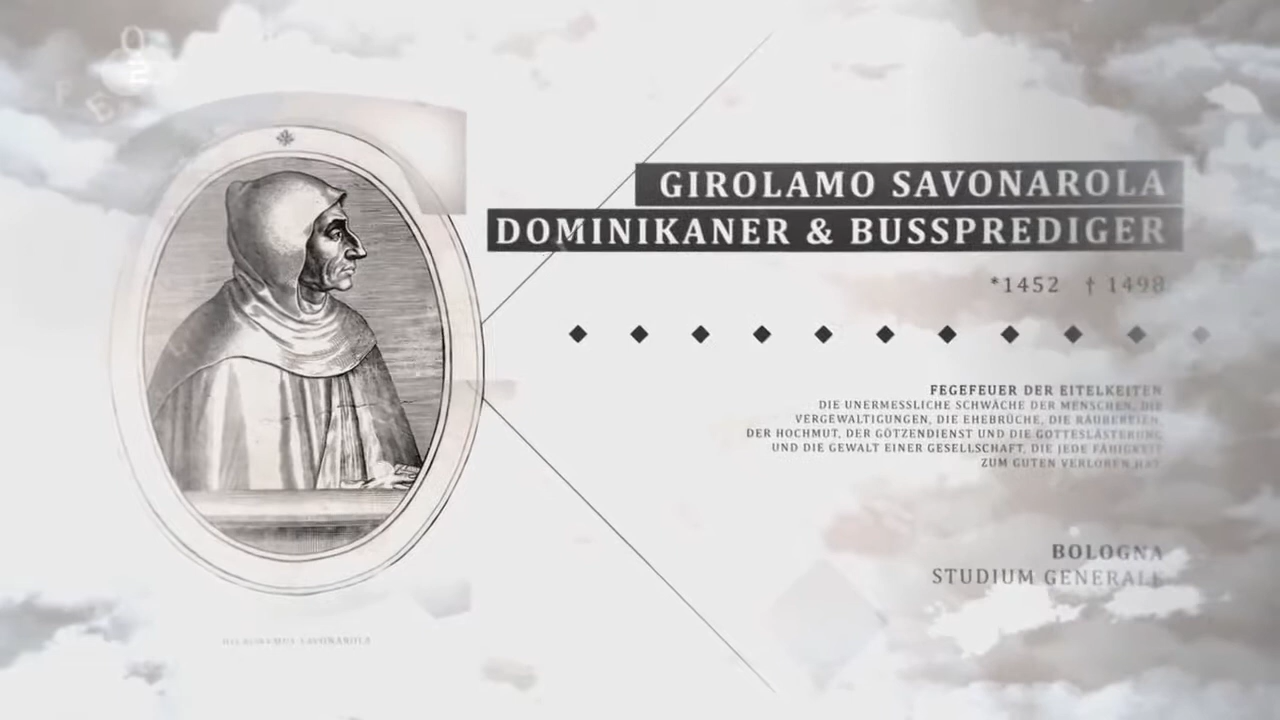 GIROLAMO SAVONAROLA
DOMINIKANER & BUSSPREDIGER
*1452 † 1498
FEGEFEUER DER EITELKEITEN
DIE UNERMESSLICHE SCHWÄCHE DER MENSCHEN, DIE
VERGEWALTIGUNGEN, DIE EHEBRÜCHE, DIE RÄUBEREIEN,
DER HOCHMUT, DER GÖTZENDIENST UND DIE GOTTESLÄSTERUNG
UND DIE GEWALT EINER GESELLSCHAFT, DIE JEDE FÄHIGKEIT
ZUM GUTEN VERLOREN HAT
BOLOGNA
STUDIUM GENERALE
HIERONYMUS SAVONAROLA